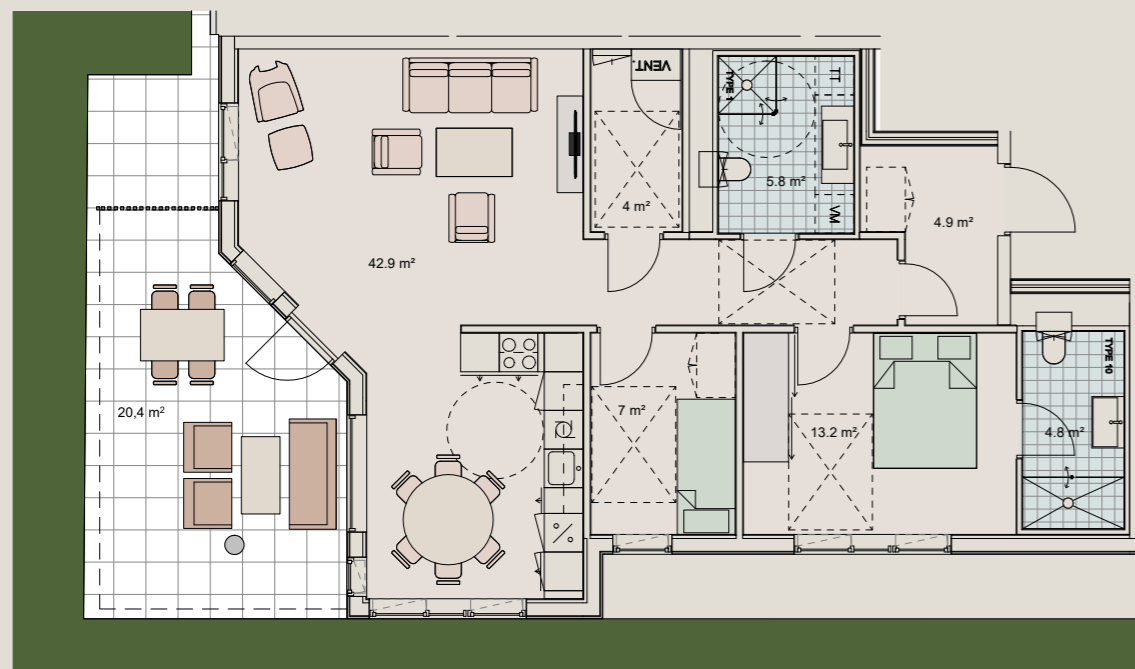 VENT.
TYPE 1
TT
5.8 m²
VM
4 m²
4.9 m²
42.9 m²
TYPE 10
20,4 m²
7 m²
13.2 m²
4.8 m²